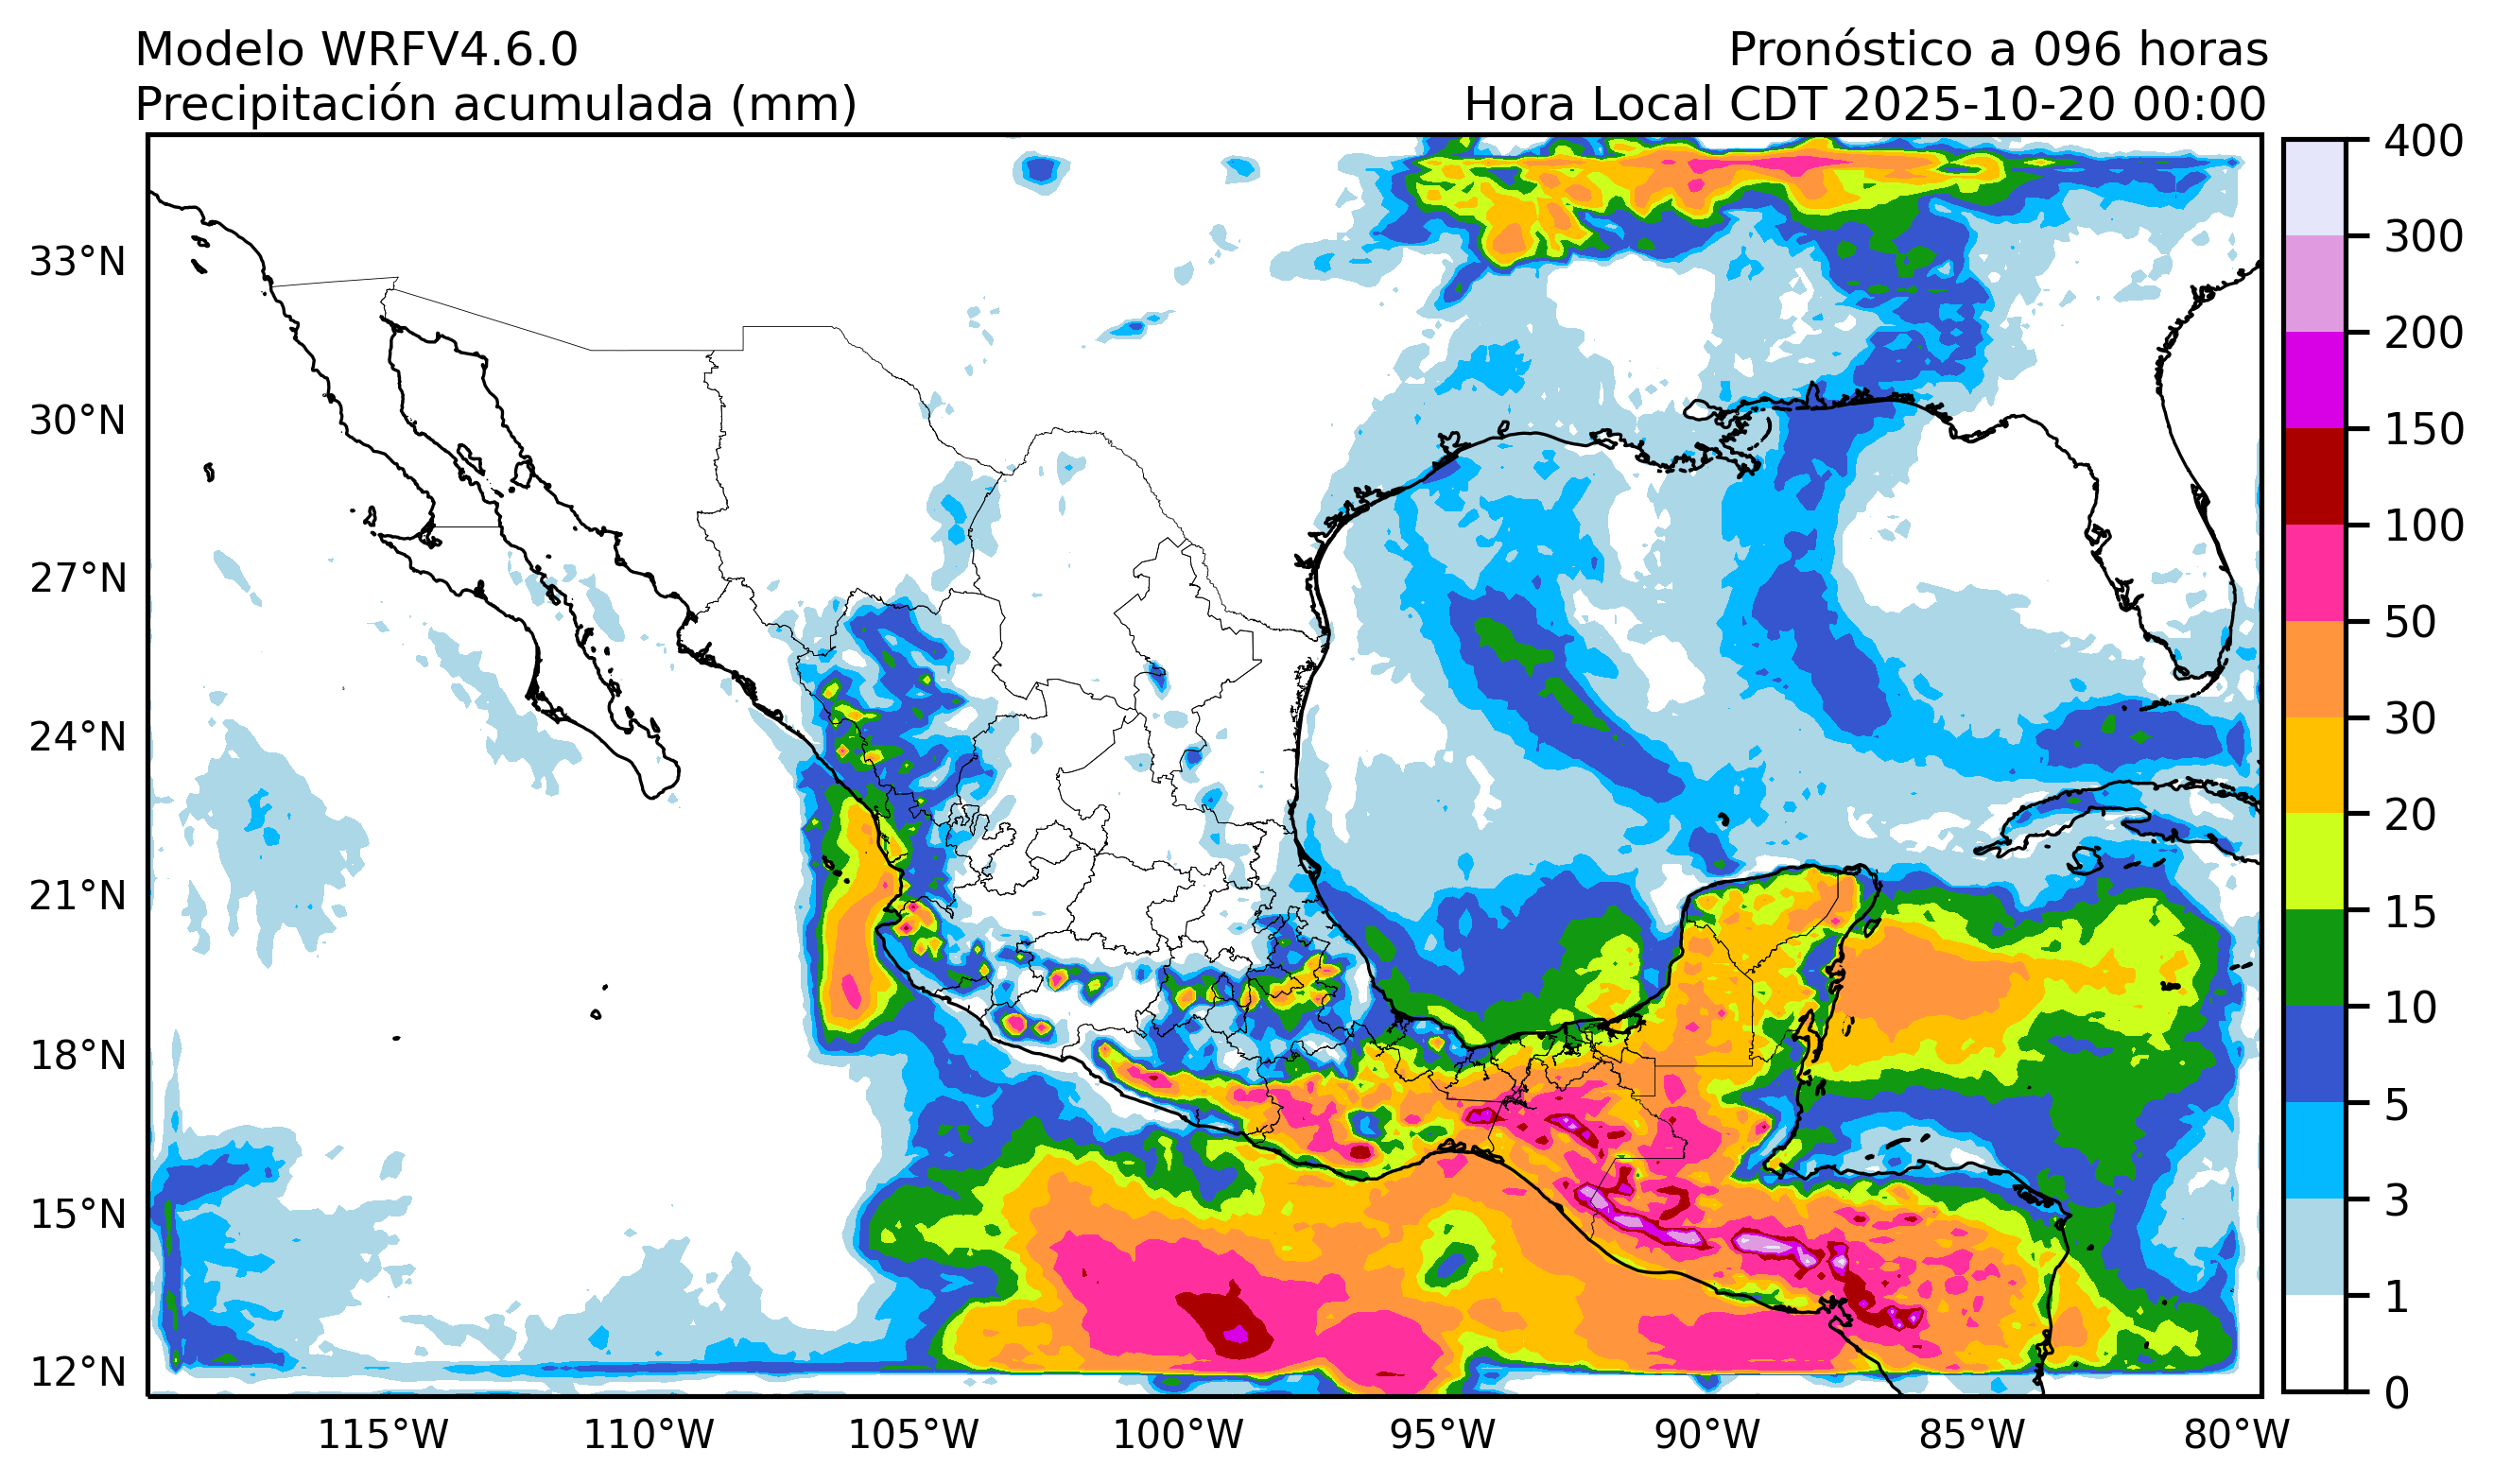 Modelo WRFV4.6.0
Pronóstico a 096 horas
Precipitación acumulada (mm)
Hora Local CDT 2025-10-20 00:00
33°N
30°N
27°N
24°N
21°N
18°N
15°N
12°N
115°W
110°W
105°W
100°W
95°W
90°W
85°W
80°W
400
300
200
150
100
50
30
20
15
10
5
3
1
0